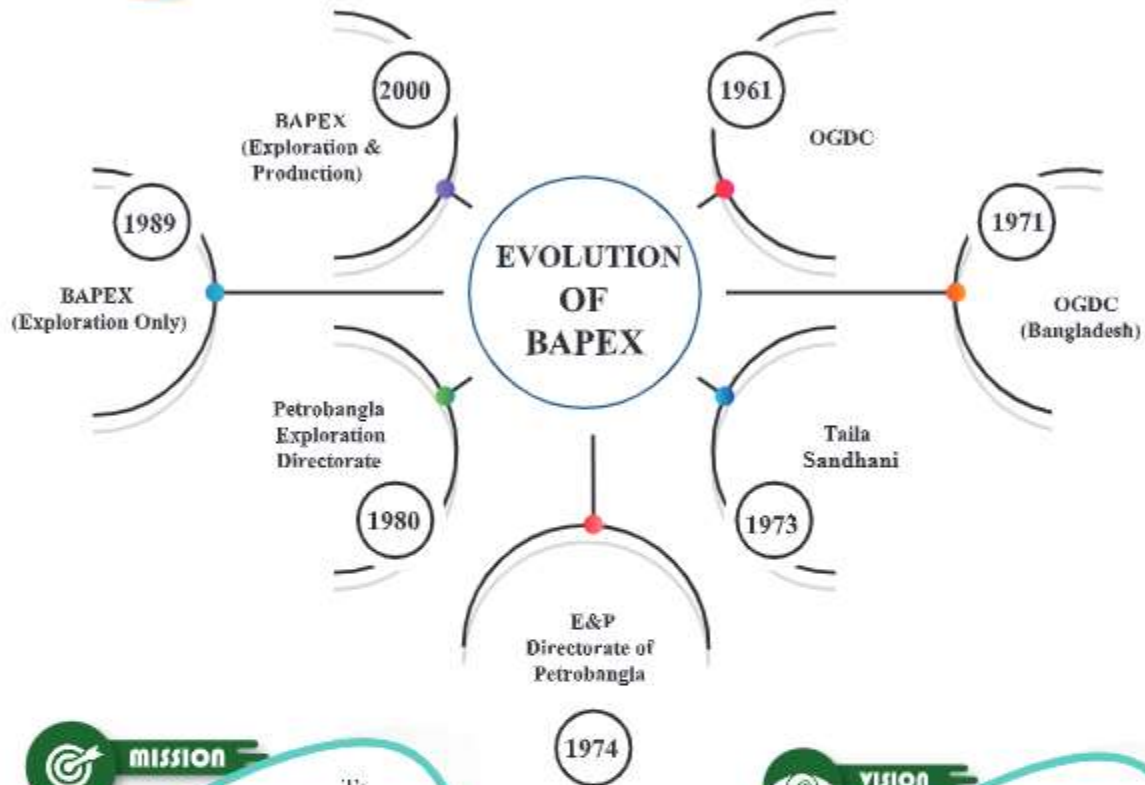 EVOLUTION
OF
BAPEX
1961
OGDC
1971
OGDC
(Bangladesh)
Taila
Sandhani
1973
E&P
Directorate of
Petrobangla
1974
Petrobangla
Exploration
Directorate
1980
1989
BAPEX
(Exploration Only)
2000
BAPEX
(Exploration &
Production)
MISSION
VISION